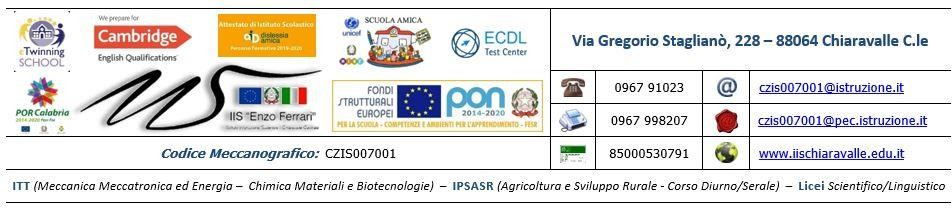 eTwinning
SCHOOL
We prepare for
Cambridge
English Qualifications
Attestato di Istituto Scolastico
dislessia
amica
Percorso Formativo 2019-2020
SCUOLA AMICA
unicef
ECDL
Test Center
POR Calabria
2014-2020
IIS "Enzo Ferrari"
FONDI
STRUTTURALI
EUROPEI
pon
2014-2020
PER LA SCUOLA - COMPETENZE E AMBIENTI PER L'APPRENDIMENTO - FESR
Codice Meccanografico: CZIS007001
Via Gregorio Staglianò, 228 – 88064 Chiaravalle C.le
0967 91023
czis007001@istruzione.it
0967 998207
czis007001@pec.istruzione.it
85000530791
www.iischiaravalle.edu.it
ITT (Meccanica Meccatronica ed Energia – Chimica Materiali e Biotecnologie) – IPSASR (Agricoltura e Sviluppo Rurale - Corso Diurno/Serale) – Licei Scientifico/Linguistico